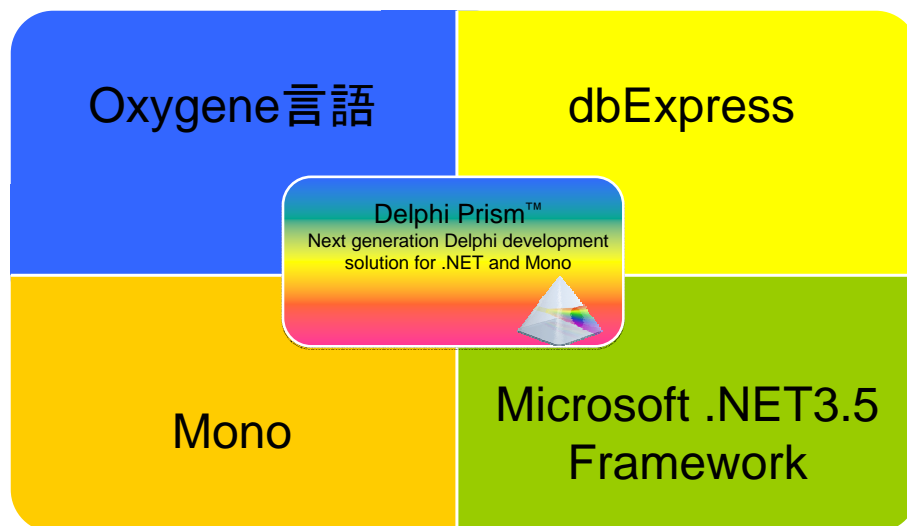 Oxygene言語
dbExpress
Delphi Prism™
Next generation Delphi development
solution for .NET and Mono
Mono
Microsoft .NET3.5
Framework